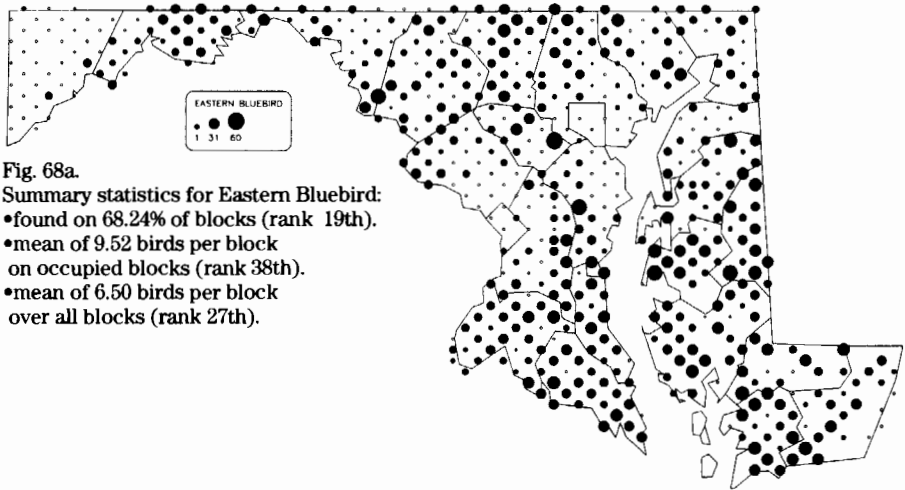 EASTERN BLUEBIRD
1 31 60
Fig. 68a.
Summary statistics for Eastern Bluebird:
•found on 68.24% of blocks (rank 19th).
•mean of 9.52 birds per block
on occupied blocks (rank 38th).
•mean of 6.50 birds per block
over all blocks (rank 27th).